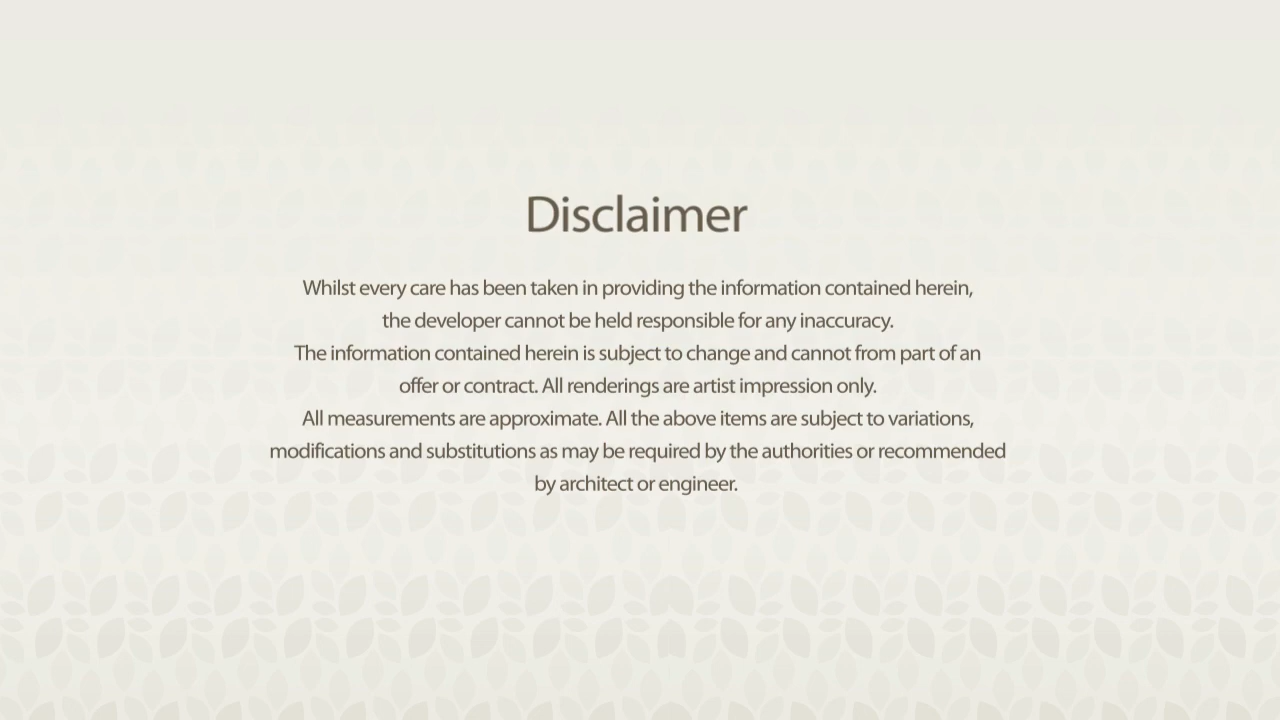 Disclaimer
Whilst every care has been taken in providing the information contained herein,
the developer cannot be held responsible for any inaccuracy.
The information contained herein is subject to change and cannot from part of an
offer or contract. All renderings are artist impression only.
All measurements are approximate. All the above items are subject to variations,
modifications and substitutions as may be required by the authorities or recommended
by architect or engineer.